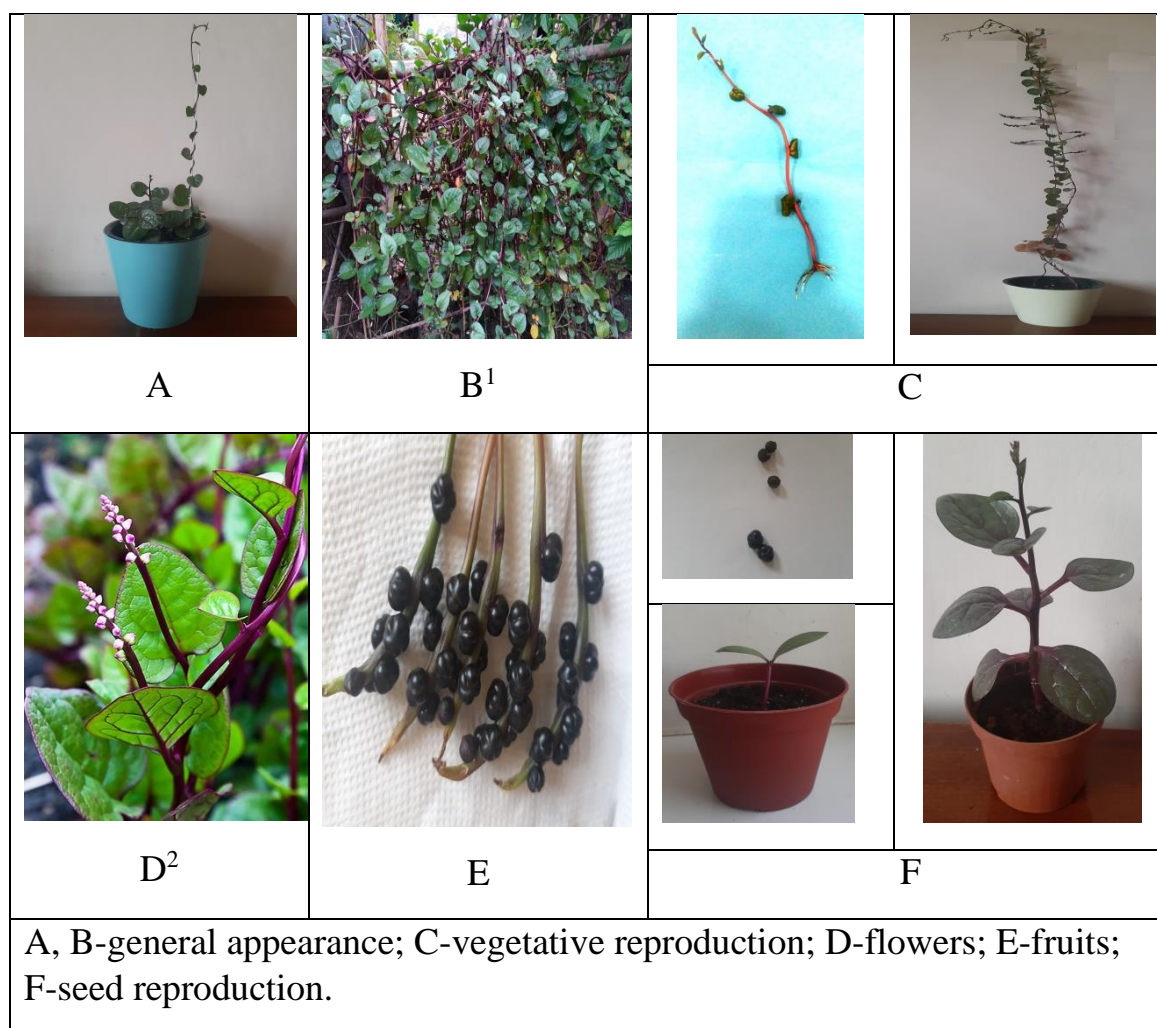 A
B¹
C
D²
E
F
A, B-general appearance; C-vegetative reproduction; D-flowers; E-fruits;
F-seed reproduction.